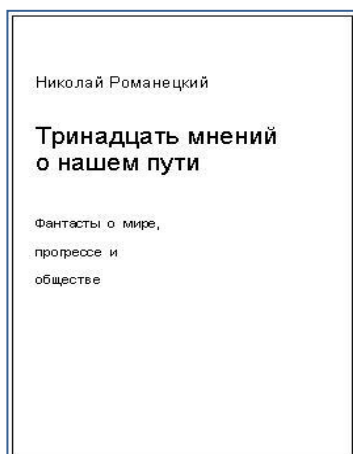 Николай Романецкий
Тринадцать мнений
о нашем пути
Фантасты о мире,
прогрессе и
обществе